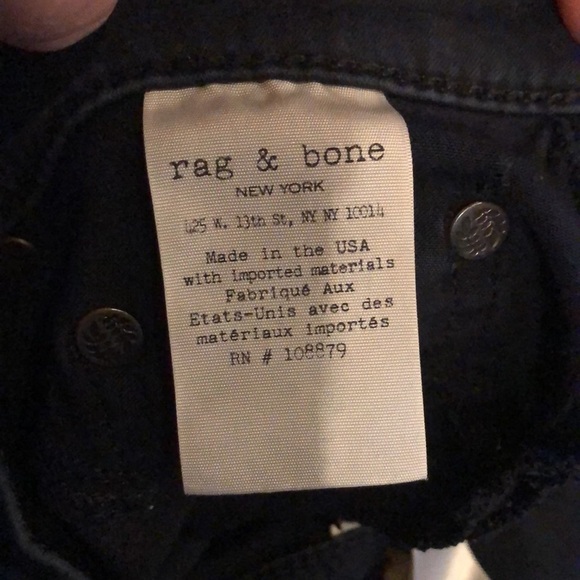 rag & bone
NEW YORK
425 W. 13th St, NY NY 10014
Made in the USA
with imported materials
Fabriqué Aux
Etats-Unis avec des
matériaux importés
RN # 108879